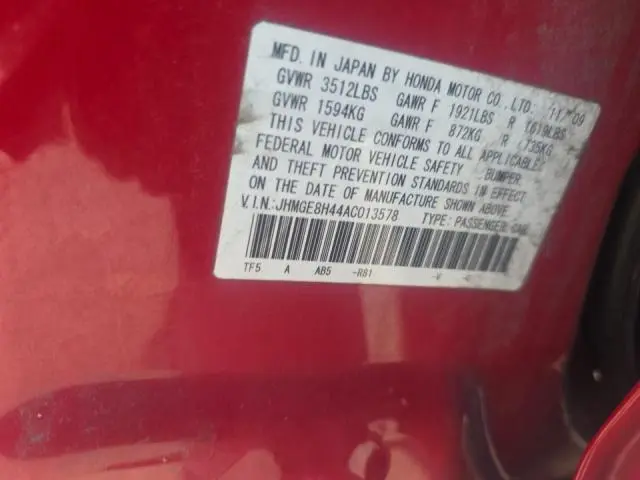 MFD. IN JAPAN BY HONDA MOTOR CO., LTD. 11/09
GVWR 3512LBS GAWR F 1921LBS R 1619LBS
GVWR 1594KG GAWR F 872KG R 735KG
THIS VEHICLE CONFORMS TO ALL APPLICABLE
FEDERAL MOTOR VEHICLE SAFETY BUMPER
AND THEFT PREVENTION STANDARDS IN EFFECT
ON THE DATE OF MANUFACTURE SHOWN ABOVE
V.I.N.:JHMGE8H44AC013578 TYPE: PASSENGER CAR
TF5 A AB5 -R81 -V